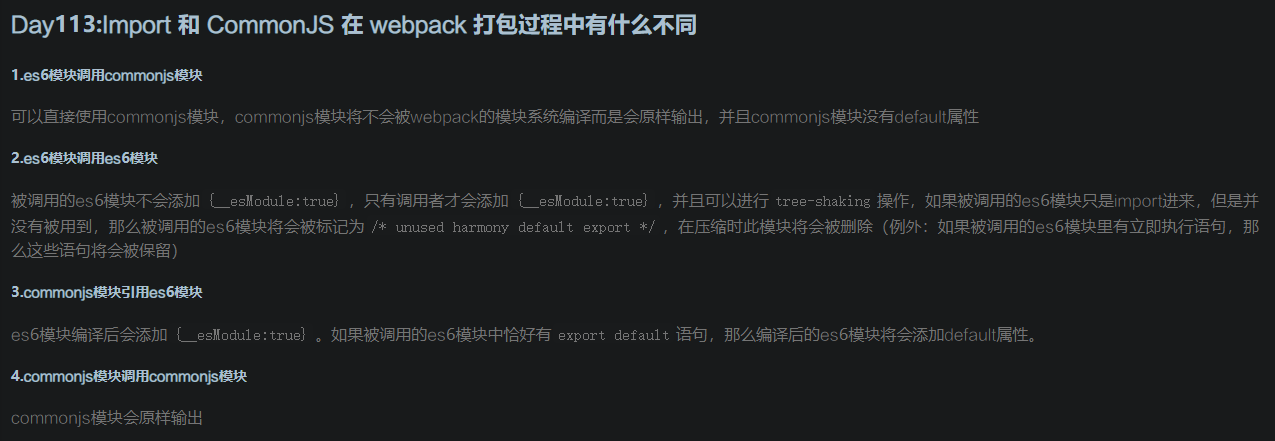 Day113:Import 和 CommonJS 在 webpack 打包过程中有什么不同
1.es6模块调用commonjs模块
可以直接使用commonjs模块，commonjs模块将不会被webpack的模块系统编译而是会原样输出，并且commonjs模块没有default属性
2.es6模块调用es6模块
被调用的es6模块不会添加 {__esModule:true} ，只有调用者才会添加 {__esModule:true} ，并且可以进行 tree-shaking 操作，如果被调用的es6模块只是import进来，但是并
没有被用到，那么被调用的es6模块将会被标记为 /* unused harmony default export */ ，在压缩时此模块将会被删除（例外：如果被调用的es6模块里有立即执行语句，那
么这些语句将会被保留）
3.commonjs模块引用es6模块
es6模块编译后会添加 {__esModule:true} 。如果被调用的es6模块中恰好有 export default 语句，那么编译后的es6模块将会添加default属性。
4.commonjs模块调用commonjs模块
commonjs模块会原样输出